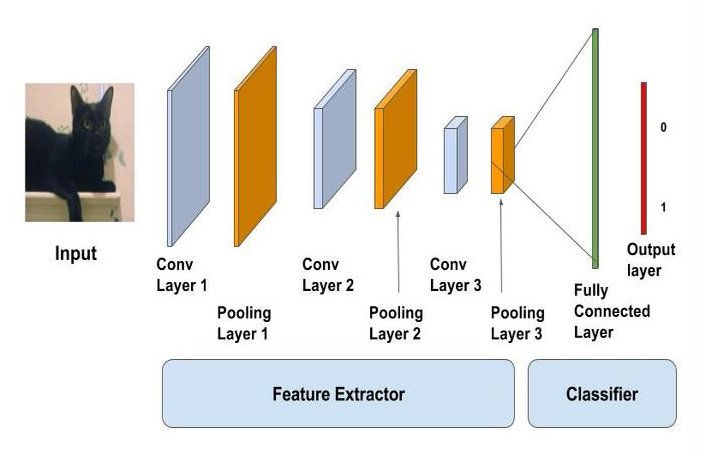 Input
Conv
Layer 1
Pooling
Layer 1
Conv
Layer 2
Pooling
Layer 2
Conv
Layer 3
Pooling
Layer 3
Fully
Connected
Layer
0
1
Output
layer
Feature Extractor
Classifier